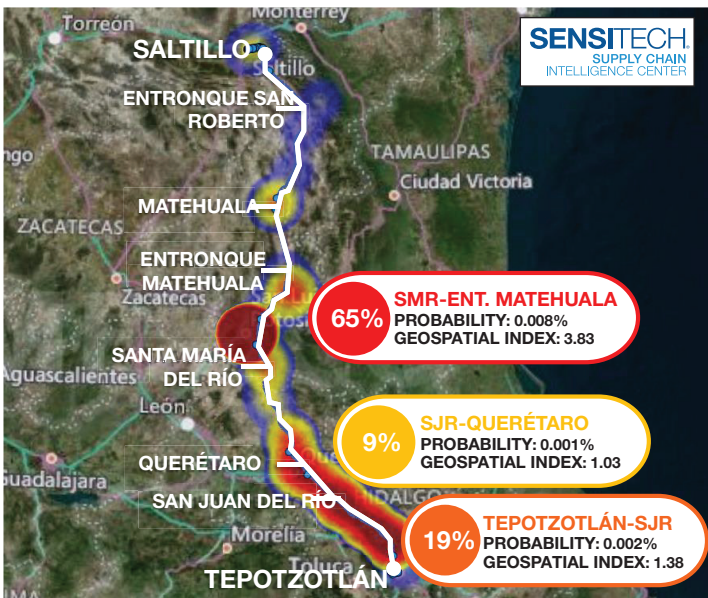 Torreón
Monterrey
SENSITECH.
SUPPLY CHAIN
INTELLIGENCE CENTER
SALTILLO
Saltillo
ENTRONQUE SAN
ROBERTO
TAMAULIPAS
Ciudad Victoria
MATEHUALA
ZACATECAS
ENTRONQUE
MATEHUALA
Zacatecas
65%
SMR-ENT. MATEHUALA
PROBABILITY: 0.008%
GEOSPATIAL INDEX: 3.83
SANTA MARÍA
DEL RÍO
Aguascalientes
León
9%
SJR-QUERÉTARO
PROBABILITY: 0.001%
GEOSPATIAL INDEX: 1.03
QUERÉTARO
Guadalajara
SAN JUAN DEL RÍO
HIDALGO
Morelia
19%
TEPOTZOTLÁN-SJR
PROBABILITY: 0.002%
GEOSPATIAL INDEX: 1.38
Toluca
TEPOTZOTLÁN